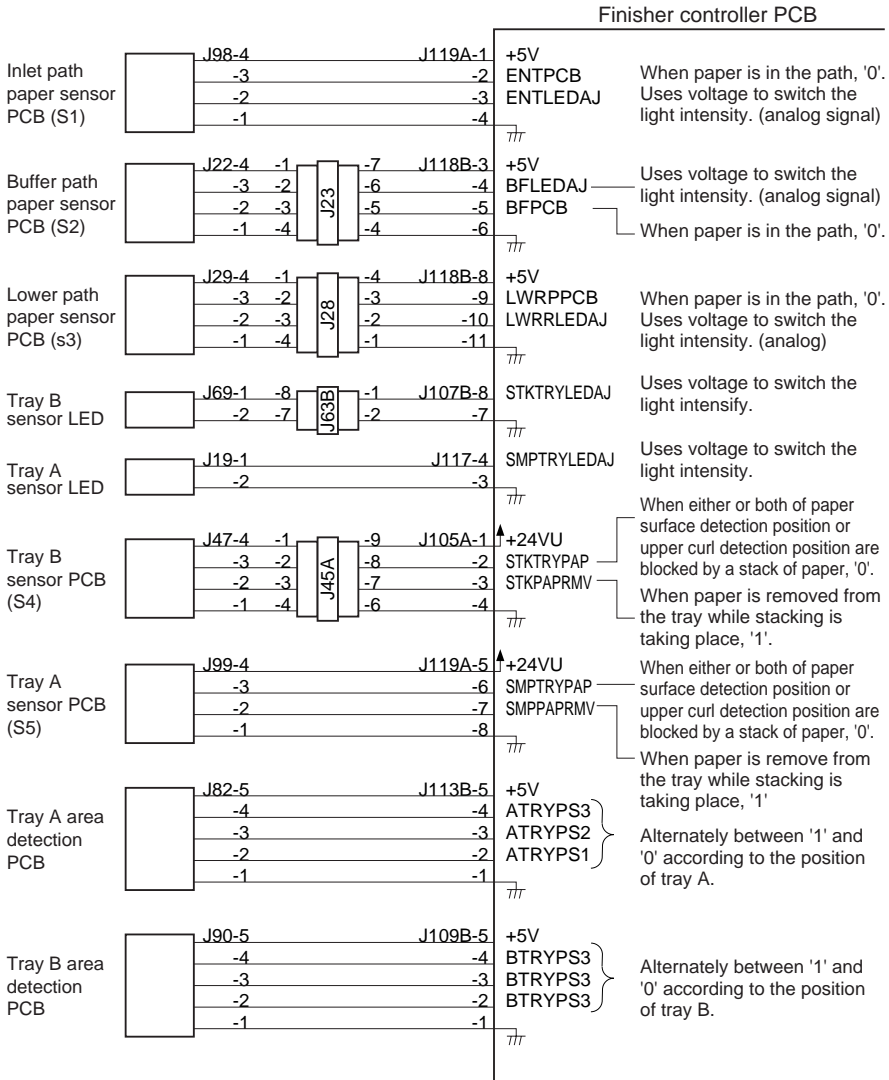 Finisher controller PCB
Inlet path
paper sensor
PCB (S1)
J98-4 J119A-1 +5V
-3 -2 ENTPCB
-2 -3 ENTLEDAJ
-1 -4
When paper is in the path, '0'.
Uses voltage to switch the
light intensity. (analog signal)
Buffer path
paper sensor
PCB (S2)
J22-4 -1 -7 J118B-3 +5V
-3 -2 -6 -4 BFLEDAJ
-2 -3 -5 -5 BFPCB
-1 -4 -4 -6
J23
Uses voltage to switch the
light intensity. (analog signal)
When paper is in the path, '0'.
Lower path
paper sensor
PCB (s3)
J29-4 -1 -4 J118B-8 +5V
-3 -2 -3 -9 LWRPPCB
-2 -3 -2 -10 LWRRLEDAJ
-1 -4 -1 -11
J28
When paper is in the path, '0'.
Uses voltage to switch the
light intensity. (analog)
Tray B
sensor LED
J69-1 -8 -1 J107B-8 STKTRYLEDAJ
-2 -7 -2 -7
J63B
Uses voltage to switch the
light intensify.
Tray A
sensor LED
J19-1 J117-4 SMPTRYLEDAJ
-2 -3
Uses voltage to switch the
light intensity.
Tray B
sensor PCB
(S4)
J47-4 -1 -9 J105A-1 +24VU
-3 -2 -8 -2 STKTRYPAP
-2 -3 -7 -3 STKPAPRMV
-1 -4 -6 -4
J45A
When either or both of paper
surface detection position or
upper curl detection position are
blocked by a stack of paper, '0'.
When paper is removed from
the tray while stacking is
taking place, '1'.
Tray A
sensor PCB
(S5)
J99-4 J119A-5 +24VU
-3 -6 SMPTRYPAP
-2 -7 SMPPAPRMV
-1 -8
When either or both of paper
surface detection position or
upper curl detection position are
blocked by a stack of paper, '0'.
When paper is remove from
the tray while stacking is
taking place, '1'
Tray A area
detection
PCB
J82-5 J113B-5 +5V
-4 -4 ATRYPS3
-3 -3 ATRYPS2
-2 -2 ATRYPS1
-1 -1
Alternately between '1' and
'0' according to the position
of tray A.
Tray B area
detection
PCB
J90-5 J109B-5 +5V
-4 -4 BTRYPS3
-3 -3 BTRYPS3
-2 -2 BTRYPS3
-1 -1
Alternately between '1' and
'0' according to the position
of tray B.